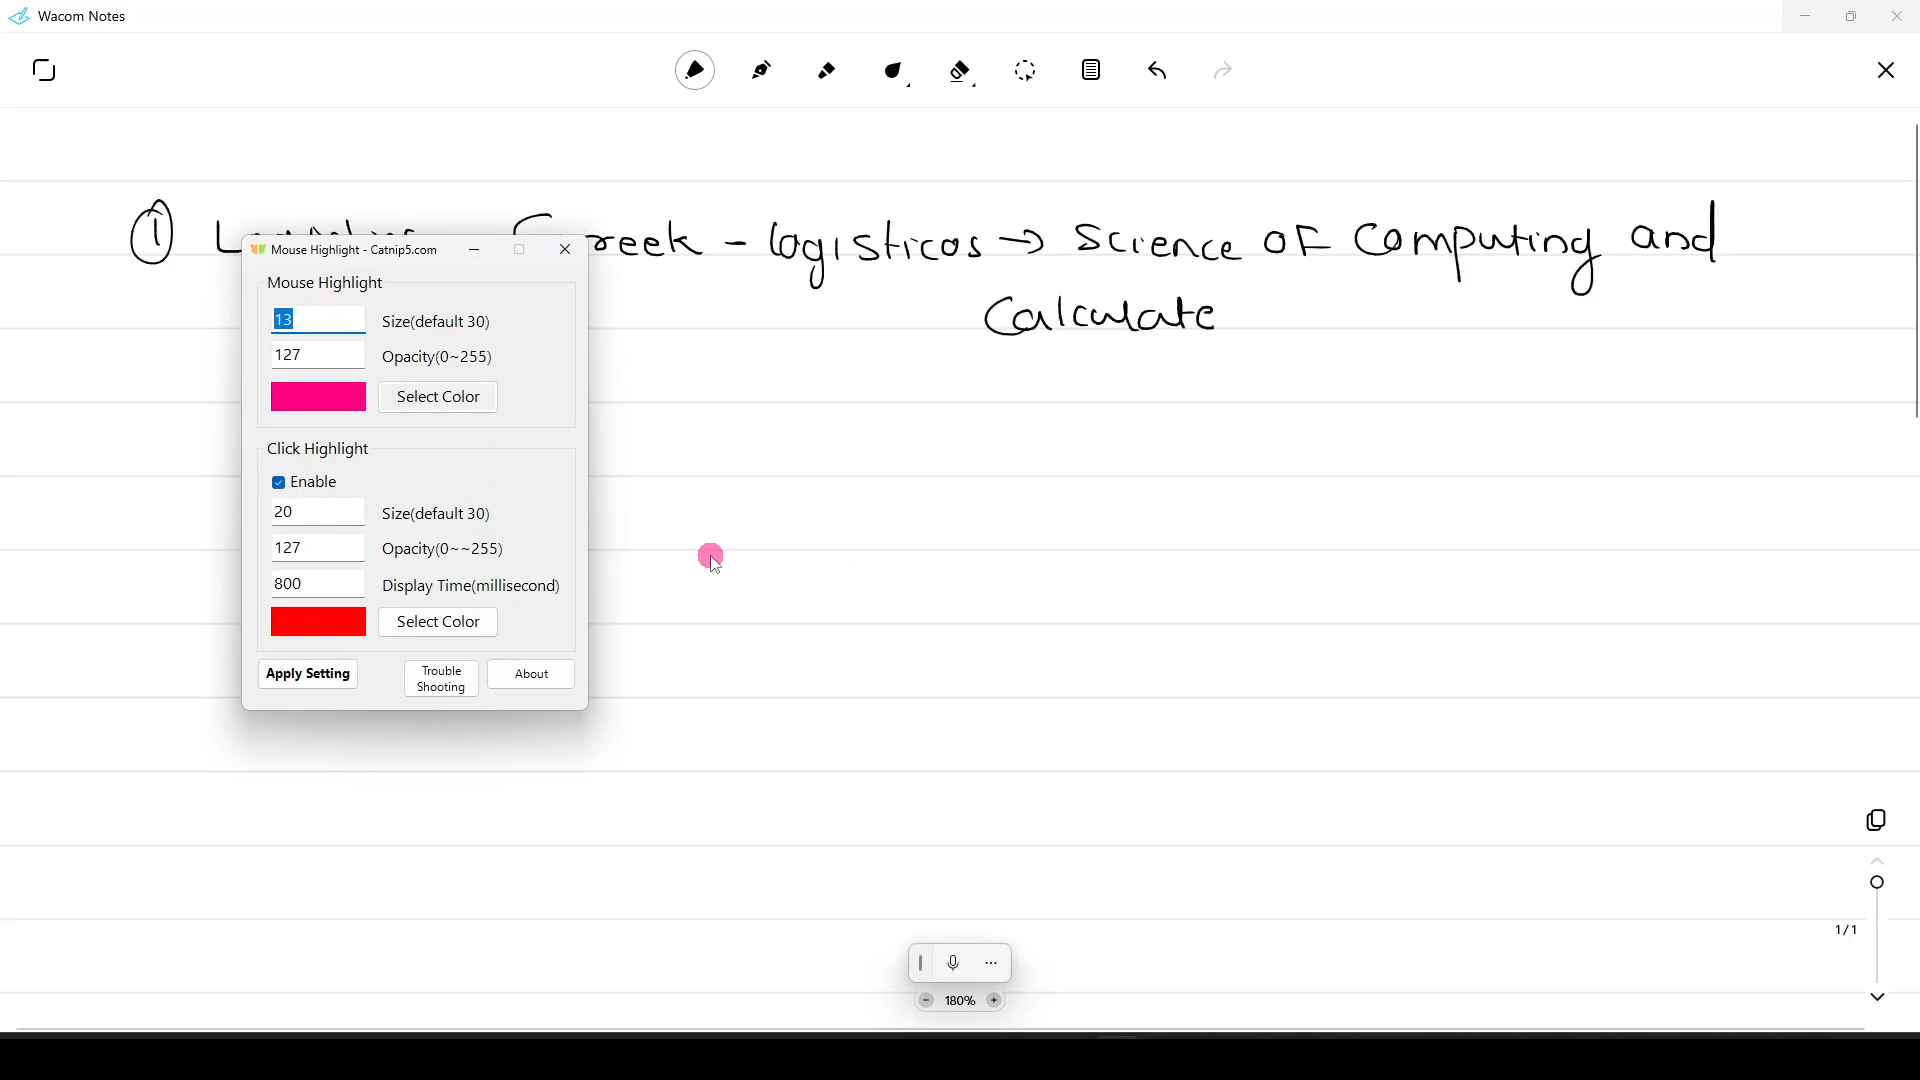 Wacom Notes
① Greek - logisticos → Science of Computing and
Calculate
Mouse Highlight - Catnip5.com
Mouse Highlight
13 Size(default 30)
127 Opacity(0~255)
Select Color
Click Highlight
Enable
20 Size(default 30)
127 Opacity(0~~255)
800 Display Time(millisecond)
Select Color
Apply Setting Trouble Shooting About
1/1
180%